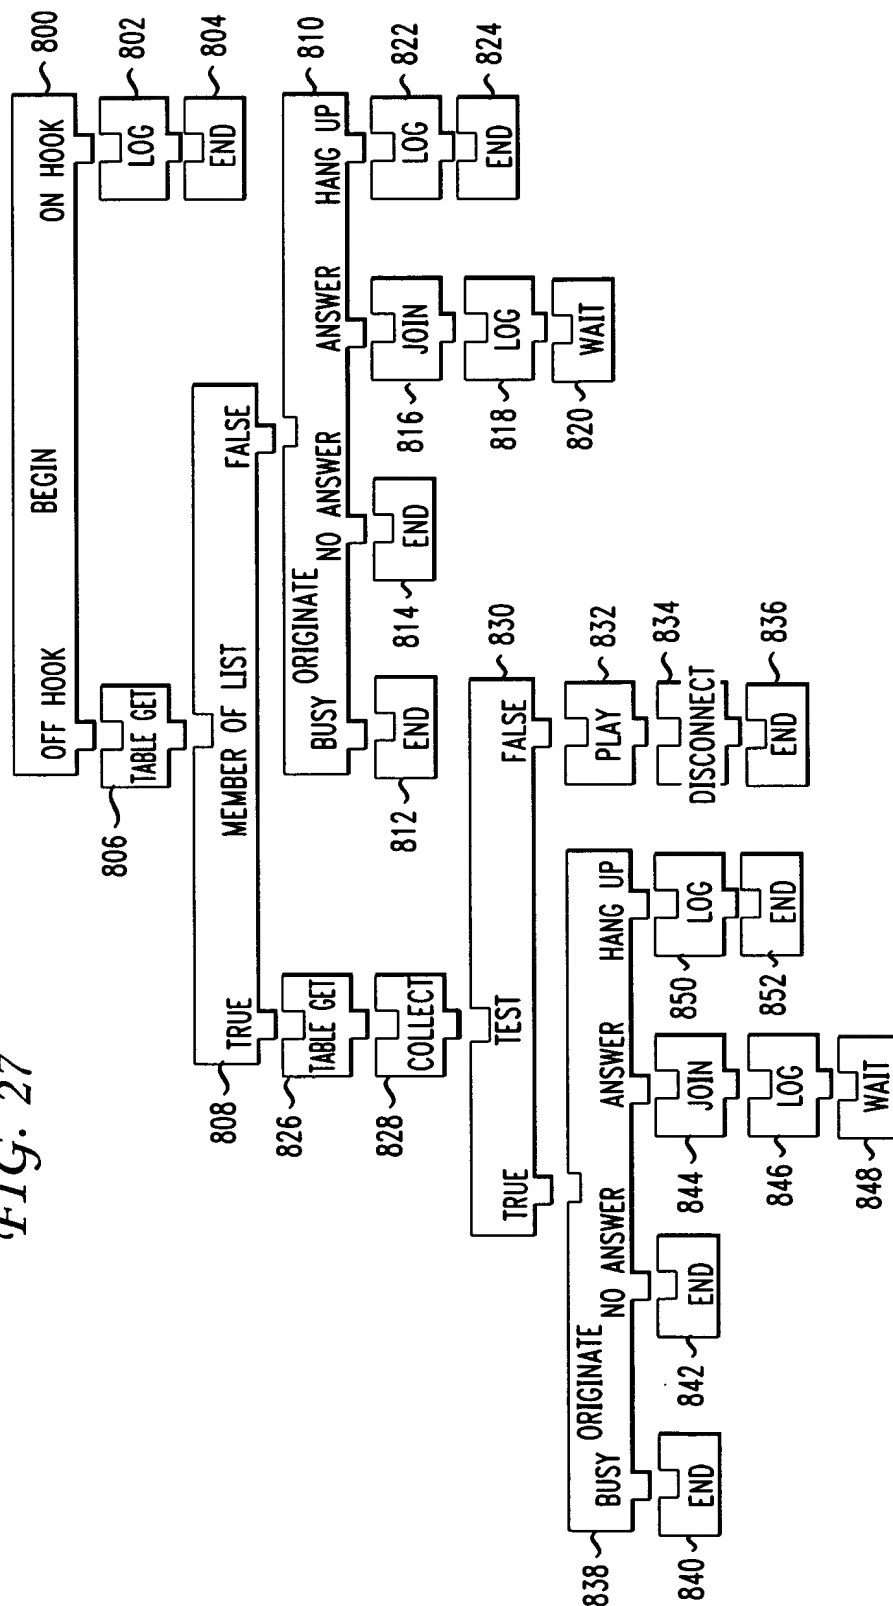 FIG. 27
800
OFF HOOK BEGIN ON HOOK
806
TABLE GET
LOG
802
END
804
808
TRUE MEMBER OF LIST FALSE
826
TABLE GET
828
COLLECT
810
ORIGINATE
BUSY NO ANSWER ANSWER HANG UP
812
END
814
END
816
JOIN
818
LOG
820
WAIT
LOG
822
END
824
830
TRUE TEST FALSE
PLAY
832
DISCONNECT
834
END
836
838
ORIGINATE
BUSY NO ANSWER ANSWER HANG UP
840
END
842
END
844
JOIN
846
LOG
848
WAIT
850
LOG
852
END